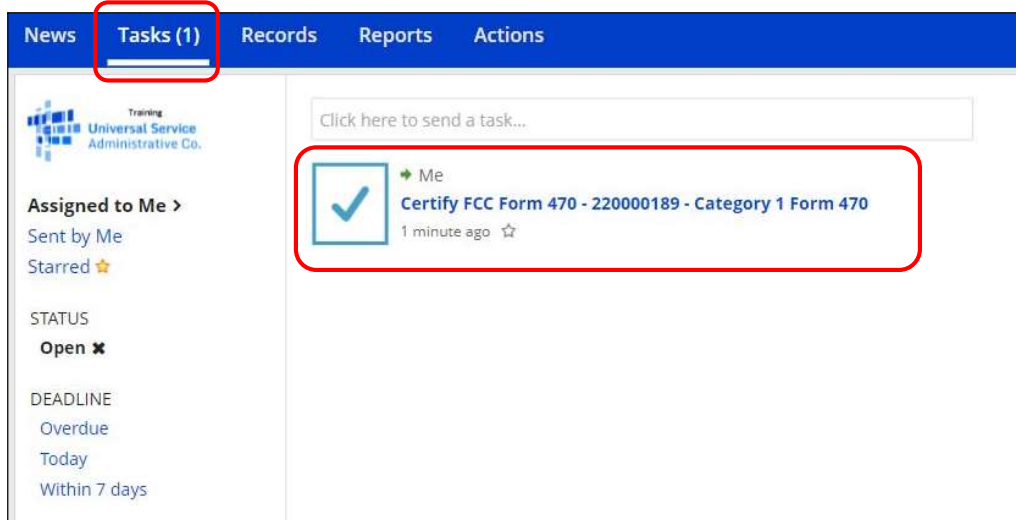 News Tasks (1) Records Reports Actions
Training
Universal Service
Administrative Co.
Assigned to Me >
Sent by Me
Starred
STATUS
Open ✖
DEADLINE
Overdue
Today
Within 7 days
Click here to send a task...
Me
Certify FCC Form 470 - 220000189 - Category 1 Form 470
1 minute ago